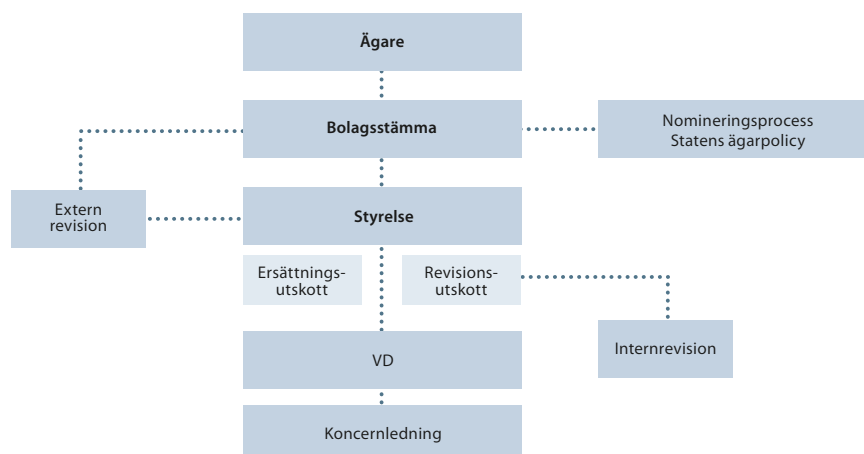 Ägare
Bolagsstämma
Nomineringsprocess
Statens ägarpolicy
Extern
revision
Styrelse
Ersättnings-
utskott
Revisions-
utskott
Internrevision
VD
Koncernledning